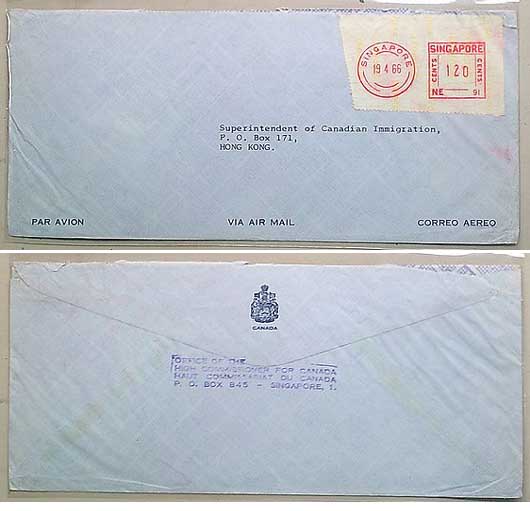 SINGAPORE
19 4 66
SINGAPORE
CENTS 120 CENTS
NE 91
Superintendent of Canadian Immigration,
P. O. Box 171,
HONG KONG.
PAR AVION VIA AIR MAIL CORREO AEREO
CANADA
OFFICE OF THE
HIGH COMMISSIONER FOR CANADA
HAUT COMMISSARIAT DU CANADA
P. O. BOX 845 - SINGAPORE, 1.